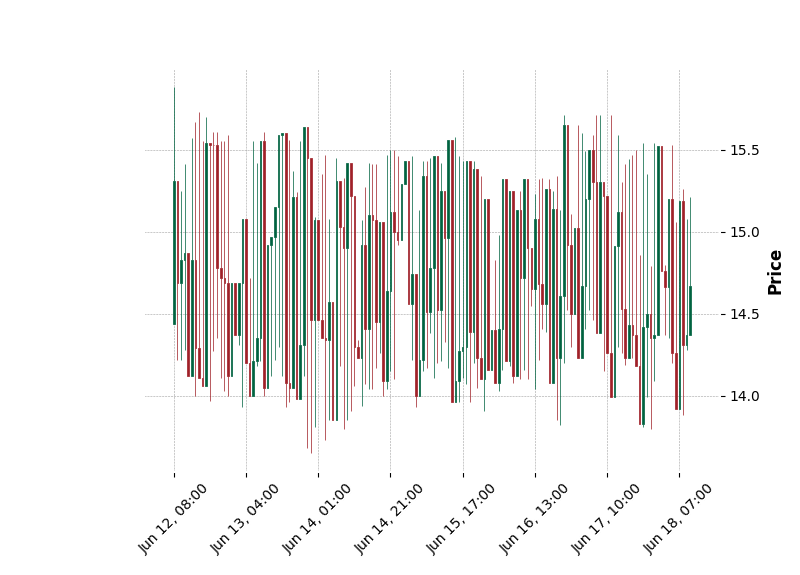 15.5
15.0
14.5
14.0
Price
Jun 12, 08:00
Jun 13, 04:00
Jun 14, 01:00
Jun 14, 21:00
Jun 15, 17:00
Jun 16, 13:00
Jun 17, 10:00
Jun 18, 07:00